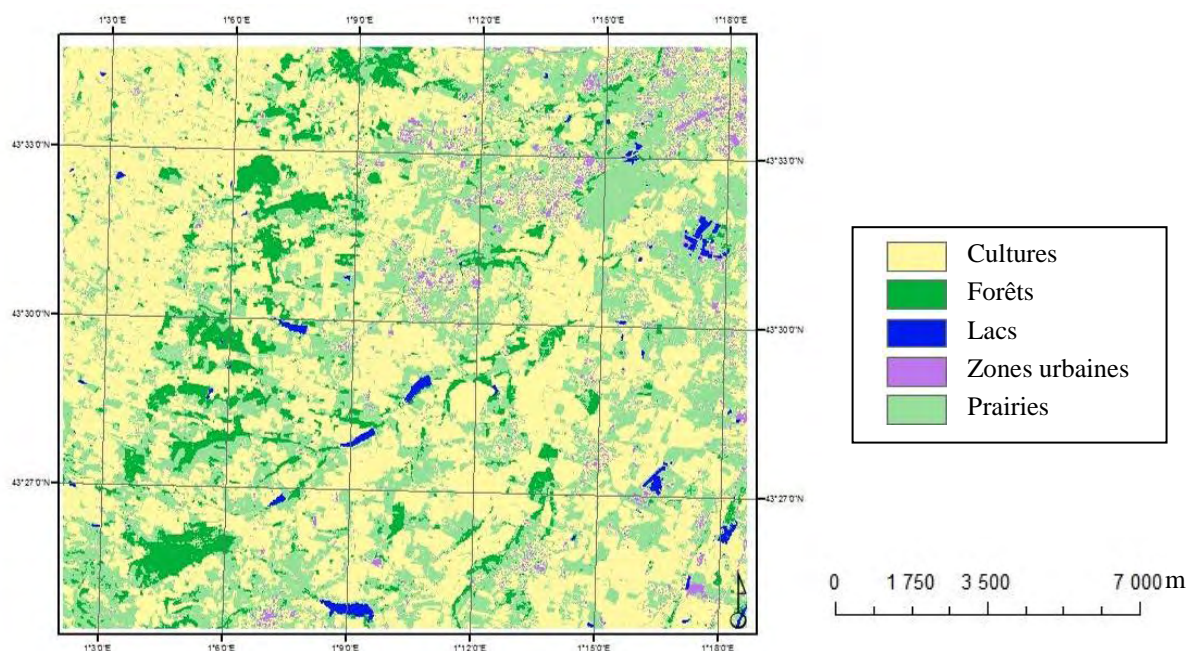 1°3'0"E 1°6'0"E 1°9'0"E 1°12'0"E 1°15'0"E 1°18'0"E
43°33'0"N 43°33'0"N
43°30'0"N 43°30'0"N
43°27'0"N 43°27'0"N
1°3'0"E 1°6'0"E 1°9'0"E 1°12'0"E 1°15'0"E 1°18'0"E
Cultures
Forêts
Lacs
Zones urbaines
Prairies
0 1 750 3 500 7 000 m